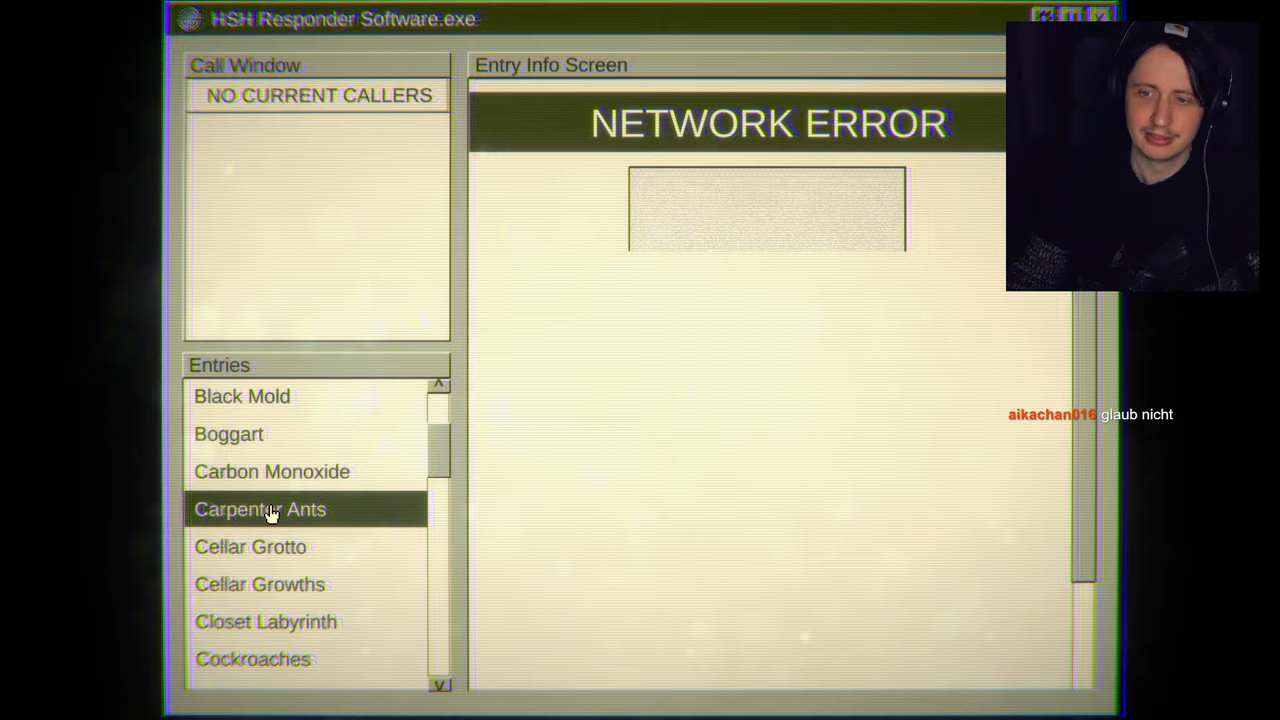 HSH Responder Software.exe
Call Window
NO CURRENT CALLERS
Entry Info Screen
NETWORK ERROR
Entries
Black Mold
Boggart
Carbon Monoxide
Carpenter Ants
Cellar Grotto
Cellar Growths
Closet Labyrinth
Cockroaches
aikachan016 glaub nicht